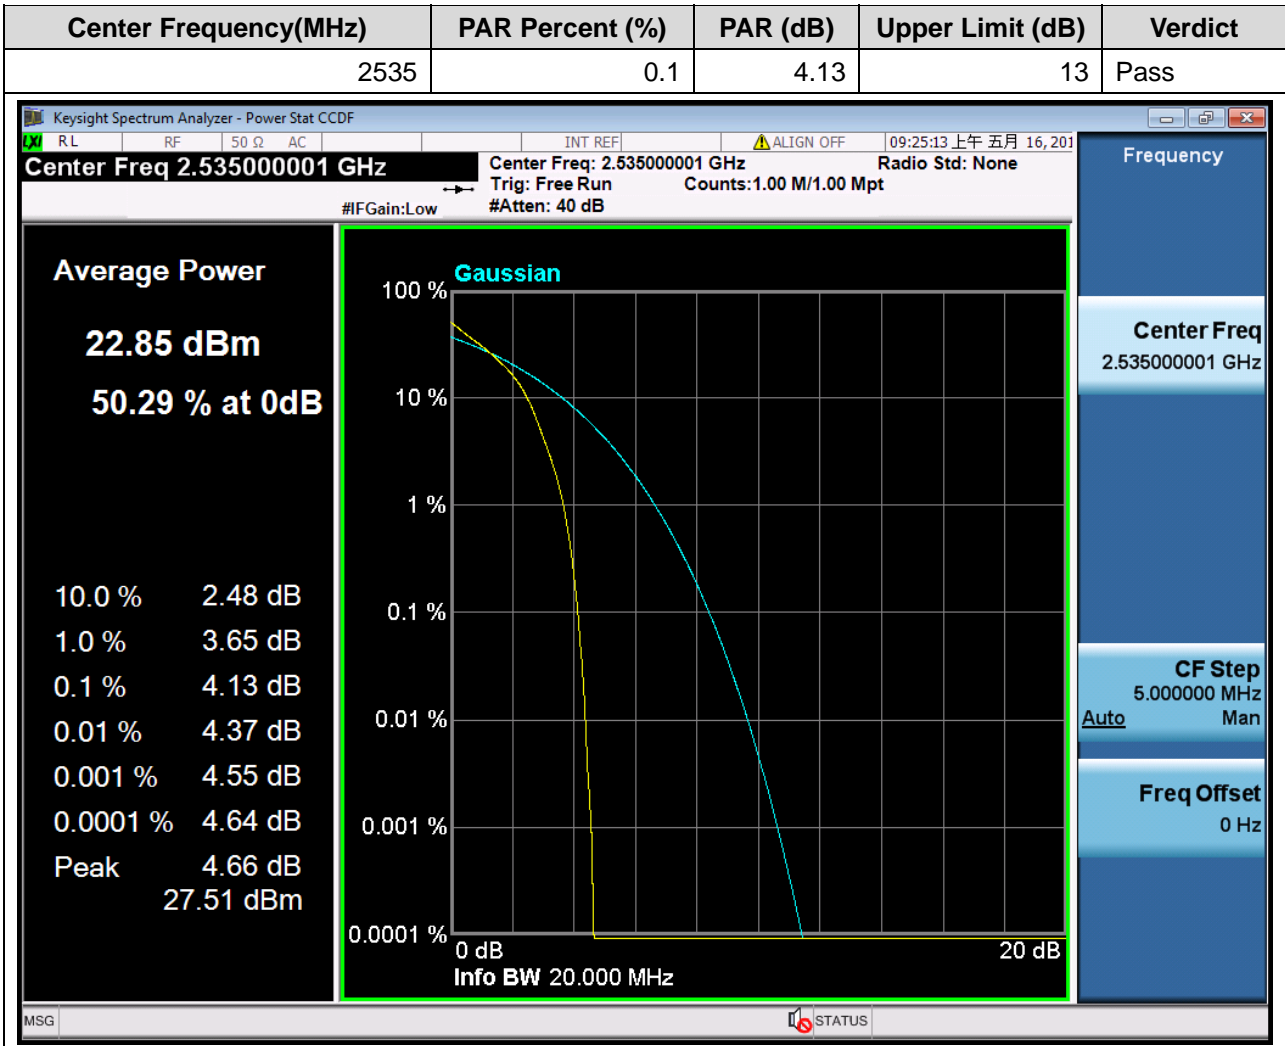 Center Frequency(MHz) PAR Percent (%) PAR (dB) Upper Limit (dB) Verdict
2535 0.1 4.13 13 Pass
Keysight Spectrum Analyzer - Power Stat CCDF
LXI RL RF 50 Ω AC INT REF ALIGN OFF 09:25:13 上午 五月 16, 201
Center Freq 2.535000001 GHz
Center Freq: 2.535000001 GHz Radio Std: None
Trig: Free Run Counts:1.00 M/1.00 Mpt
#IFGain:Low #Atten: 40 dB
Frequency
Average Power
22.85 dBm
50.29 % at 0dB
10.0 % 2.48 dB
1.0 % 3.65 dB
0.1 % 4.13 dB
0.01 % 4.37 dB
0.001 % 4.55 dB
0.0001 % 4.64 dB
Peak 4.66 dB
27.51 dBm
Gaussian
100 %
10 %
1 %
0.1 %
0.01 %
0.001 %
0.0001 %
0 dB 20 dB
Info BW 20.000 MHz
Center Freq
2.535000001 GHz
CF Step
5.000000 MHz
Auto Man
Freq Offset
0 Hz
MSG STATUS